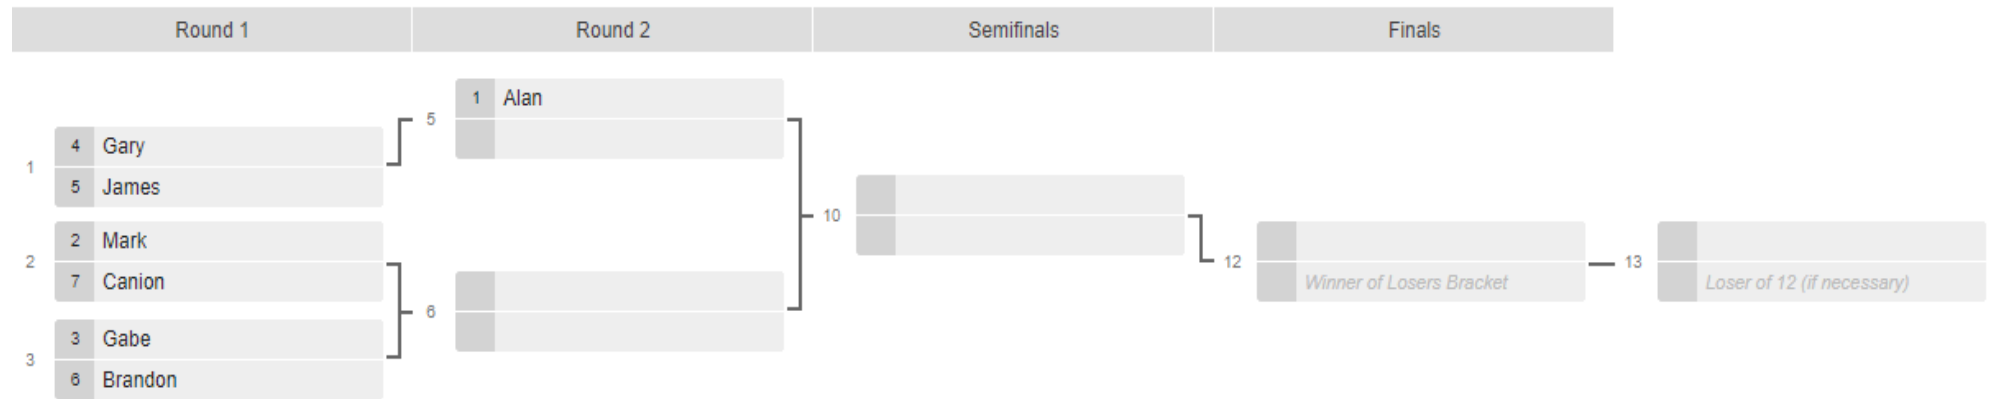 Round 1
Round 2
Semifinals
Finals
1
4 Gary
5 James
2
2 Mark
7 Canion
3
3 Gabe
6 Brandon
5
1 Alan
6
10
12
Winner of Losers Bracket
13
Loser of 12 (if necessary)